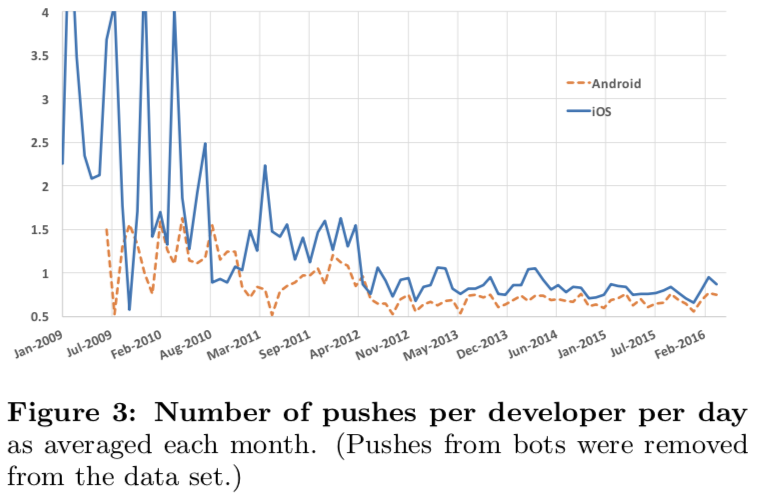 4
3.5
3
2.5
2
1.5
1
0.5
Android
iOS
Jan-2009 Jul-2009 Feb-2010 Aug-2010 Mar-2011 Sep-2011 Apr-2012 Nov-2012 May-2013 Dec-2013 Jun-2014 Jan-2015 Jul-2015 Feb-2016
Figure 3: Number of pushes per developer per day
as averaged each month. (Pushes from bots were removed
from the data set.)